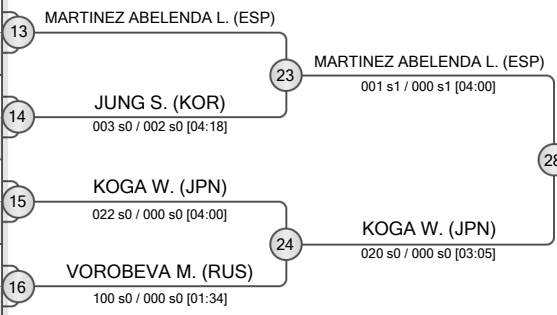 13
MARTINEZ ABELENDA L. (ESP)
23
MARTINEZ ABELENDA L. (ESP)
001 s1 / 000 s1 [04:00]
14
JUNG S. (KOR)
003 s0 / 002 s0 [04:18]
28
15
KOGA W. (JPN)
022 s0 / 000 s0 [04:00]
24
KOGA W. (JPN)
020 s0 / 000 s0 [03:05]
16
VOROBEVA M. (RUS)
100 s0 / 000 s0 [01:34]